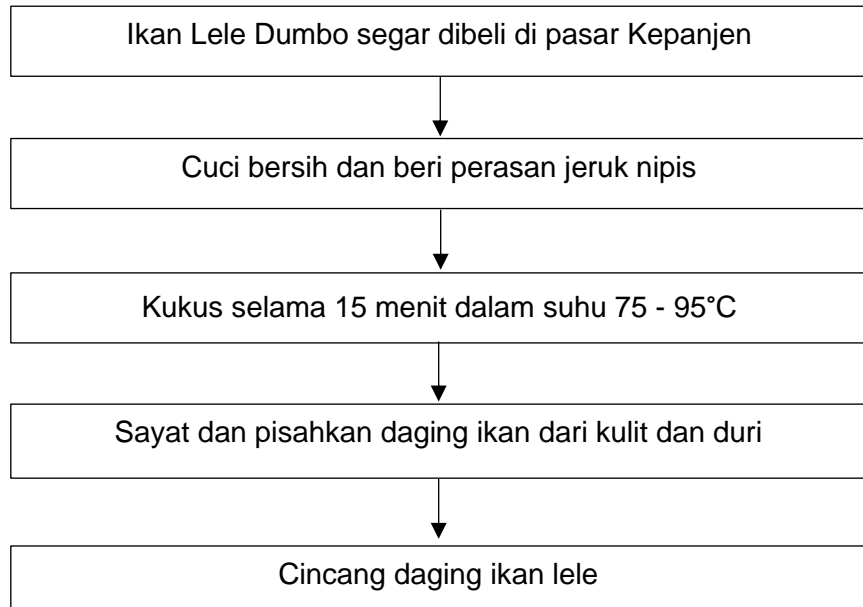 Ikan Lele Dumbo segar dibeli di pasar Kepanjen
Cuci bersih dan beri perasan jeruk nipis
Kukus selama 15 menit dalam suhu 75 - 95°C
Sayat dan pisahkan daging ikan dari kulit dan duri
Cincang daging ikan lele